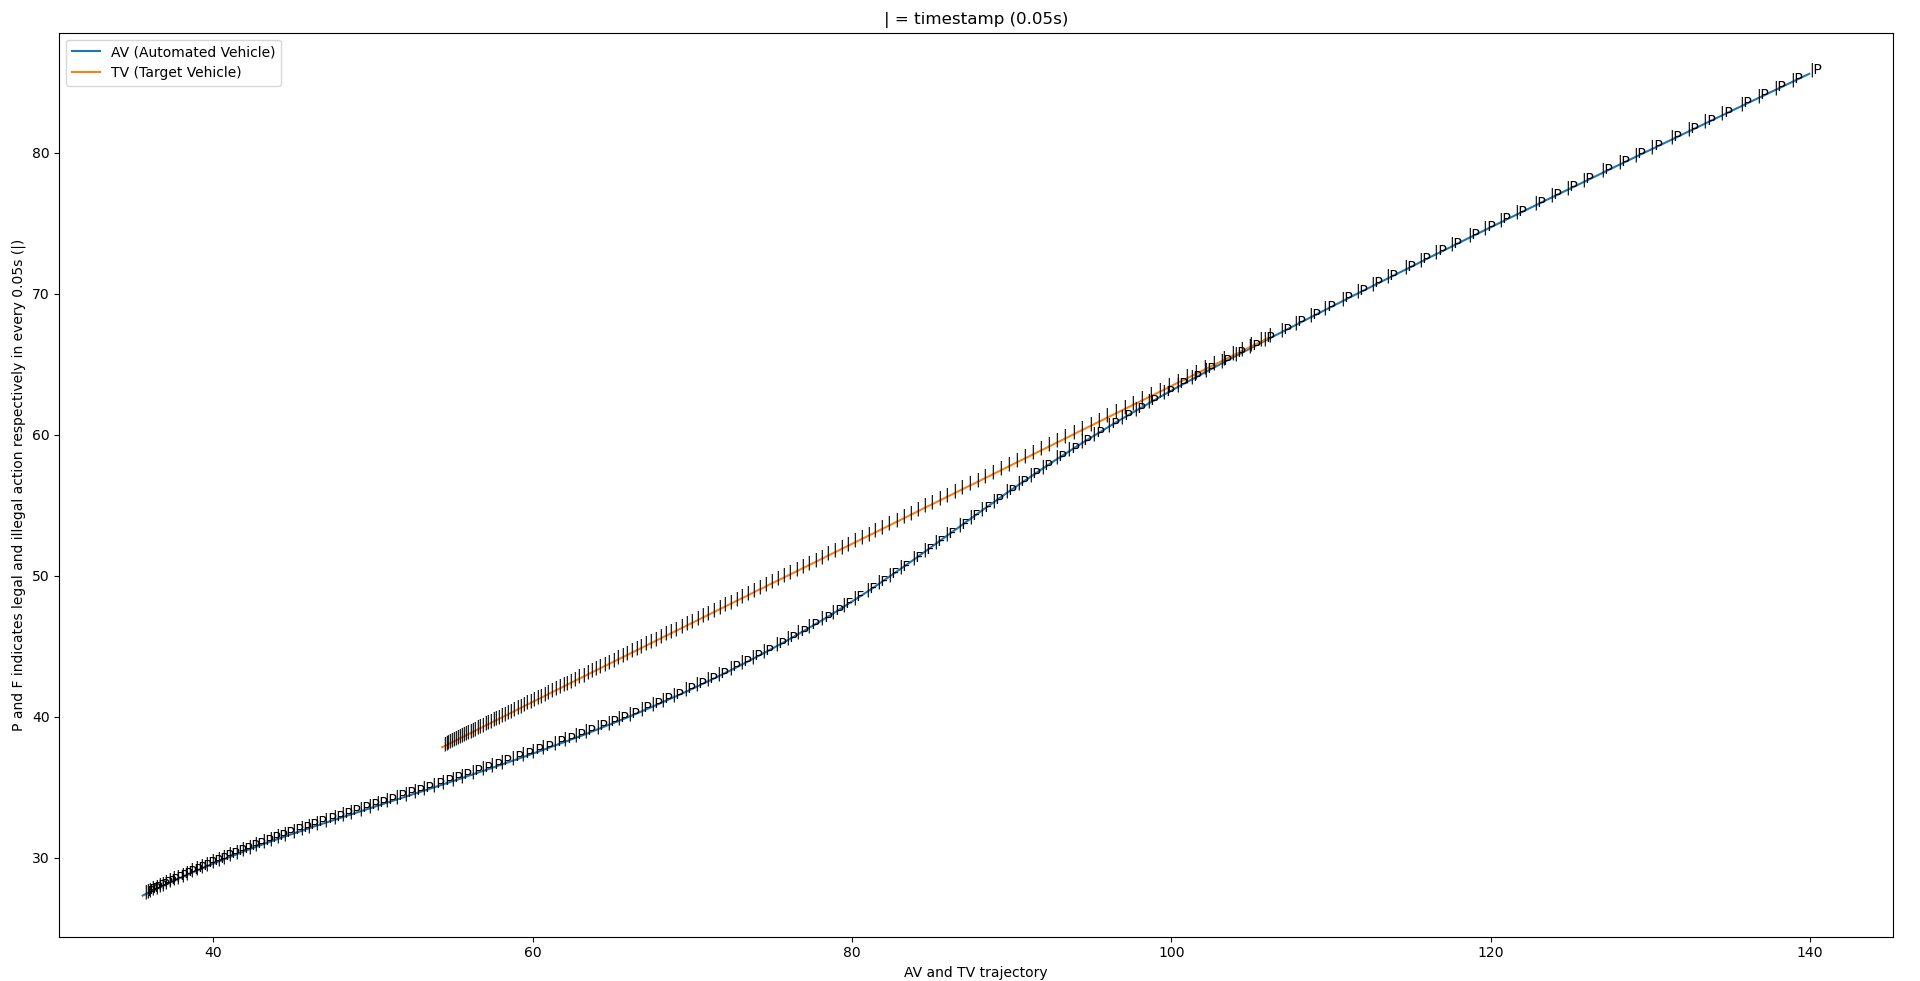 | = timestamp (0.05s)
AV (Automated Vehicle)
TV (Target Vehicle)
P and F indicates legal and illegal action respectively in every 0.05s (|)
80
70
60
50
40
30
40
60
80
100
120
140
AV and TV trajectory